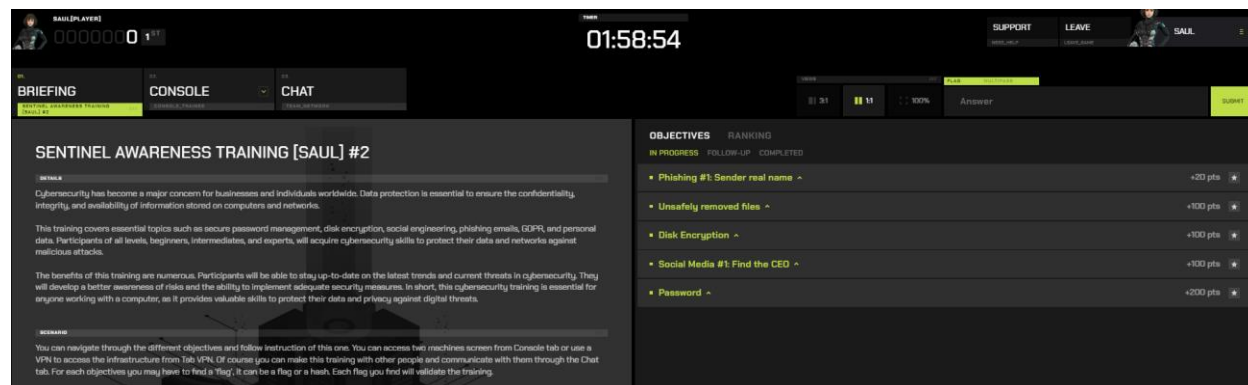 SAUL[PLAYER]
0000000 1ST
TIMER
01:58:54
SUPPORT
NEED_HELP
LEAVE
LEAVE_GAME
SAUL
01.
BRIEFING
SENTINEL AWARENESS TRAINING [SAUL] #2
02.
CONSOLE
CONSOLE_TRAINEE
03.
CHAT
TEAM_NETWORK
3:1
1:1
100%
FLAG
Answer
SUBMIT
SENTINEL AWARENESS TRAINING [SAUL] #2
DETAILS
Cybersecurity has become a major concern for businesses and individuals worldwide. Data protection is essential to ensure the confidentiality,
integrity, and availability of information stored on computers and networks.
This training covers essential topics such as secure password management, disk encryption, social engineering, phishing emails, GDPR, and personal
data. Participants of all levels, beginners, intermediates, and experts, will acquire cybersecurity skills to protect their data and networks against
malicious attacks.
The benefits of this training are numerous. Participants will be able to stay up-to-date on the latest trends and current threats in cybersecurity. They
will develop a better awareness of risks and the ability to implement adequate security measures. In short, this cybersecurity training is essential for
anyone working with a computer, as it provides valuable skills to protect their data and privacy against digital threats.
SCENARIO
You can navigate through the different objectives and follow instruction of this one. You can access two machines screen from Console tab or use a
VPN to access the infrastructure from Tab VPN. Of course you can make this training with other people and communicate with them through the Chat
tab. For each objectives you may have to find a 'flag', it can be a flag or a hash. Each flag you find will validate the training.
OBJECTIVES RANKING
IN PROGRESS FOLLOW-UP COMPLETED
Phishing #1: Sender real name +20 pts
Unsafely removed files +100 pts
Disk Encryption +100 pts
Social Media #1: Find the CEO +100 pts
Password +200 pts